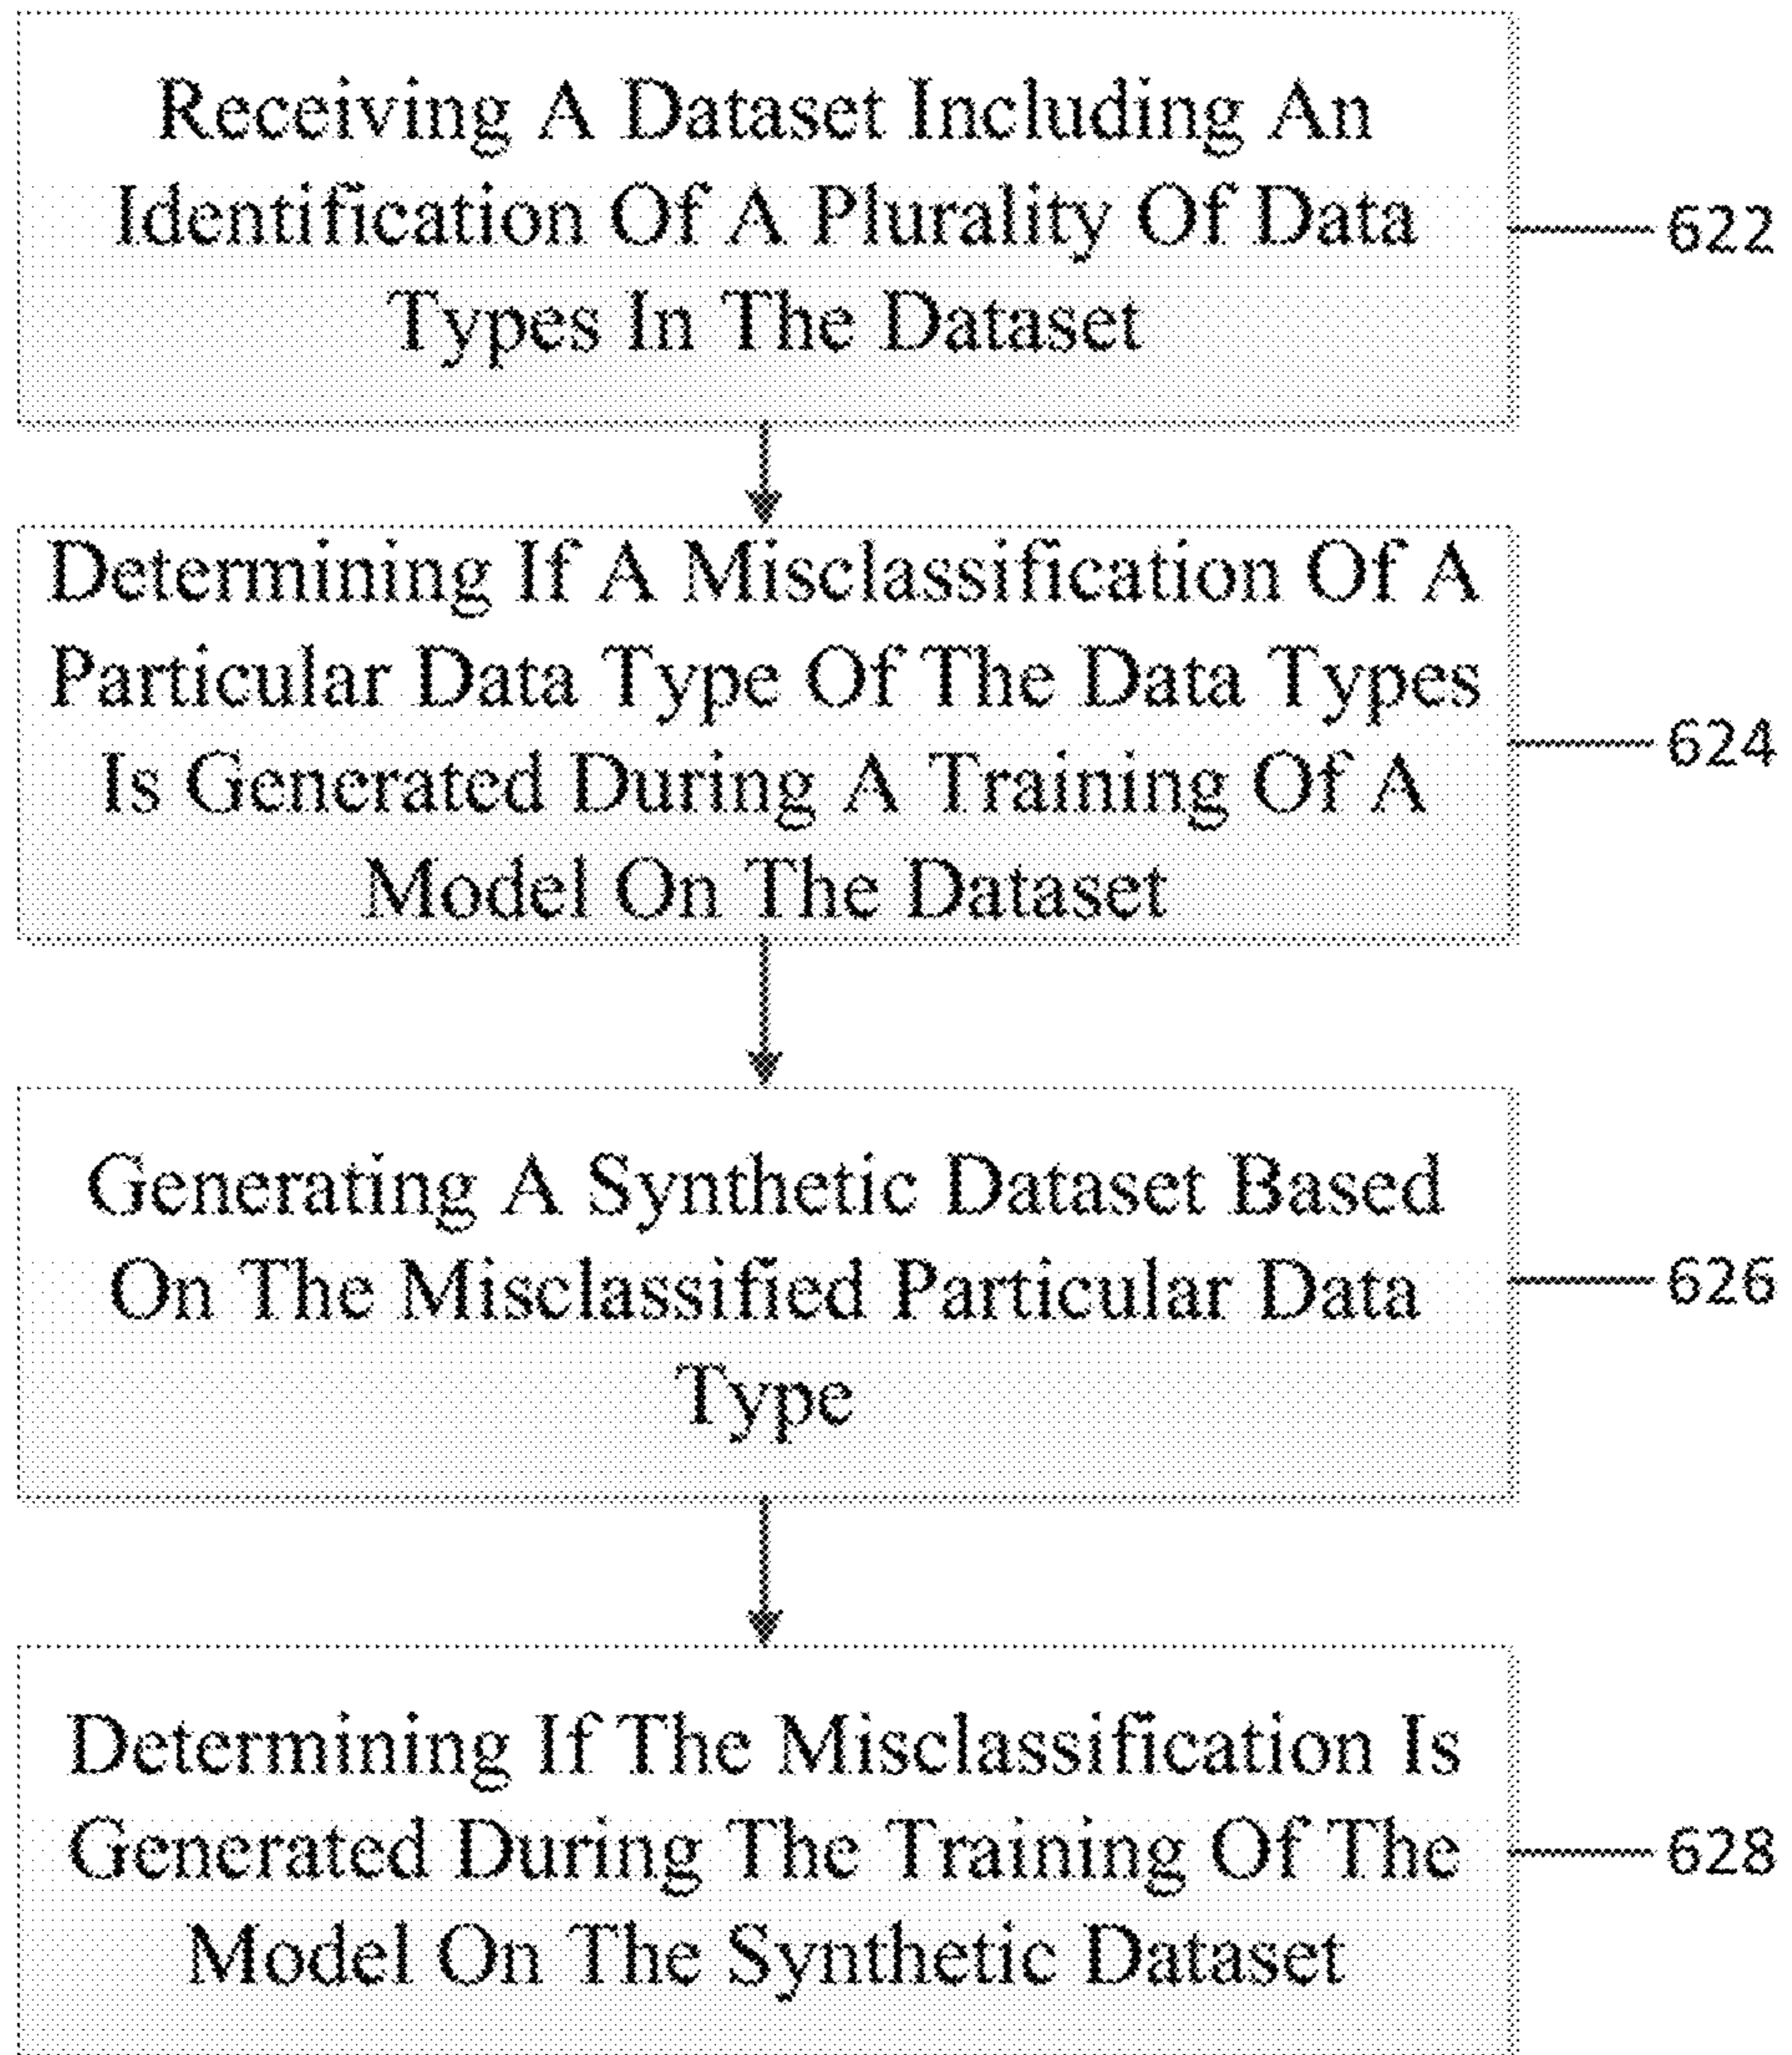 Receiving A Dataset Including An
Identification Of A Plurality Of Data
Types In The Dataset
622
Determining If A Misclassification Of A
Particular Data Type Of The Data Types
Is Generated During A Training Of A
Model On The Dataset
624
Generating A Synthetic Dataset Based
On The Misclassified Particular Data
Type
626
Determining If The Misclassification Is
Generated During The Training Of The
Model On The Synthetic Dataset
628